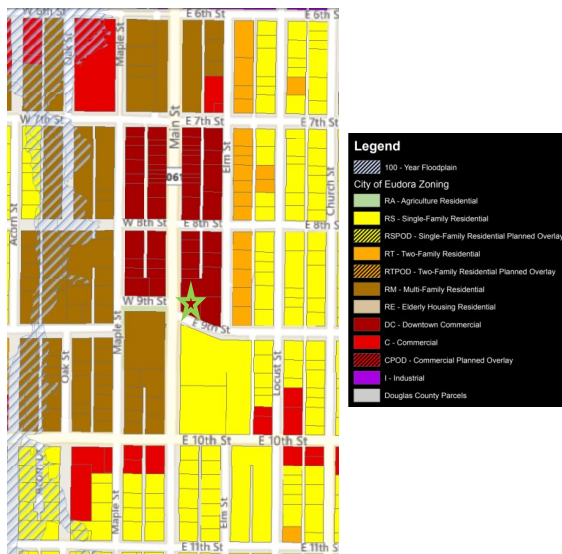 W 6th St
E 6th St
E 6th St
Oak St
Maple St
Main St
W 7th St
E 7th St
E 7th St
061
Elm St
Church St
Acorn St
W 8th St
E 8th St
E 8th St
W 9th St
E 9th St
Maple St
Oak St
Locust St
E 10th St
E 10th St
Maple St
Elm St
E 11th St
E 11th St
Legend
100 - Year Floodplain
City of Eudora Zoning
RA - Agriculture Residential
RS - Single-Family Residential
RSPOD - Single-Family Residential Planned Overlay
RT - Two-Family Residential
RTPOD - Two-Family Residential Planned Overlay
RM - Multi-Family Residential
RE - Elderly Housing Residential
DC - Downtown Commercial
C - Commercial
CPOD - Commercial Planned Overlay
I - Industrial
Douglas County Parcels